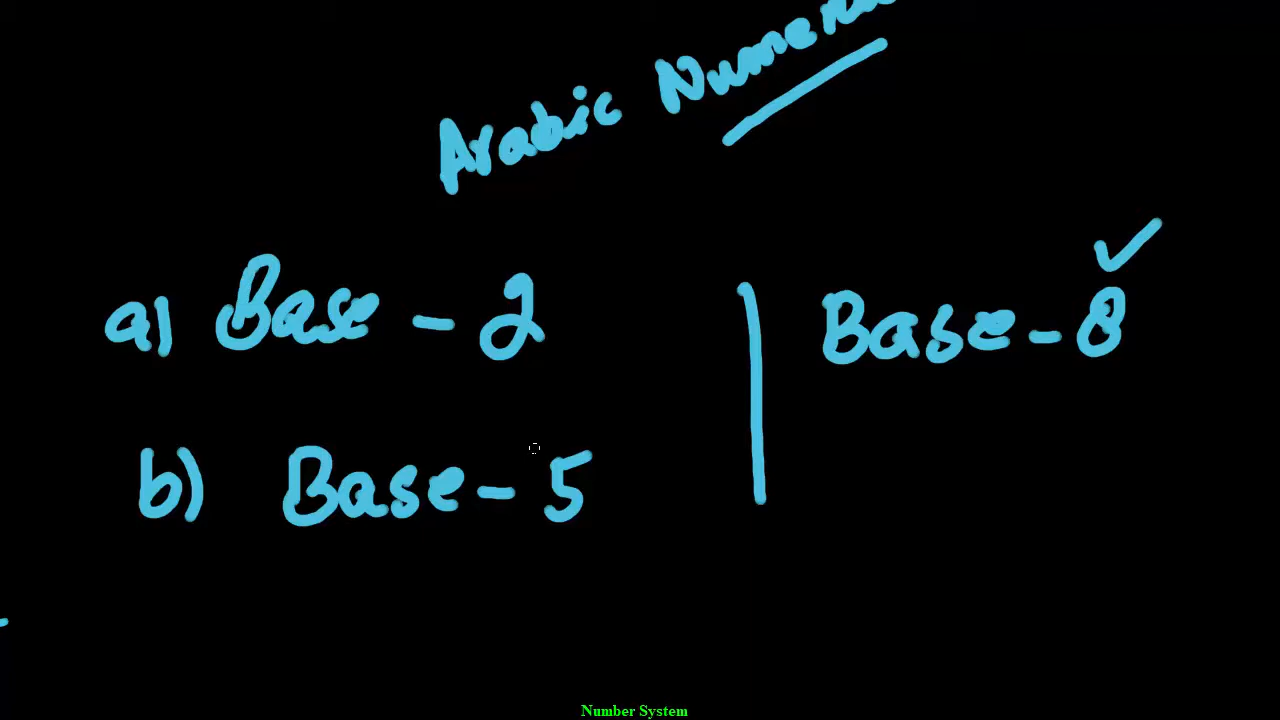 Arabic
a) Base - 2
Base - 8
b) Base - 5
Number System